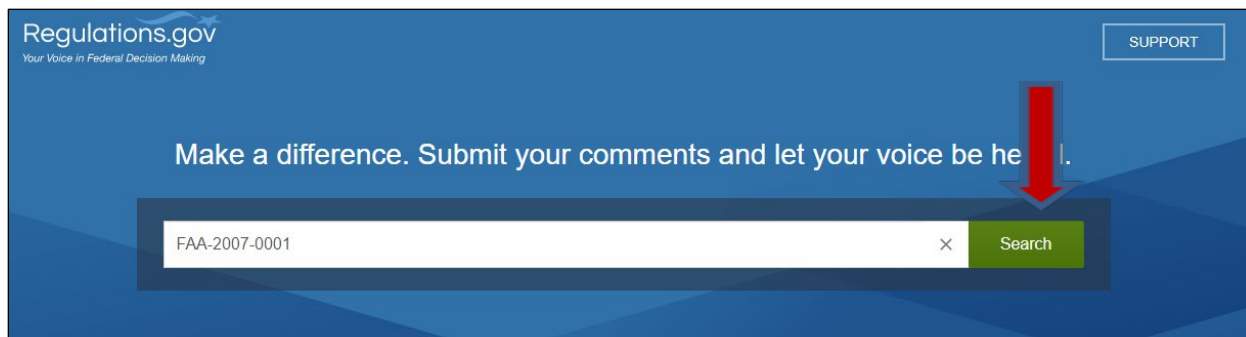 Regulations.gov
Your Voice in Federal Decision Making
SUPPORT
Make a difference. Submit your comments and let your voice be
FAA-2007-0001
Search